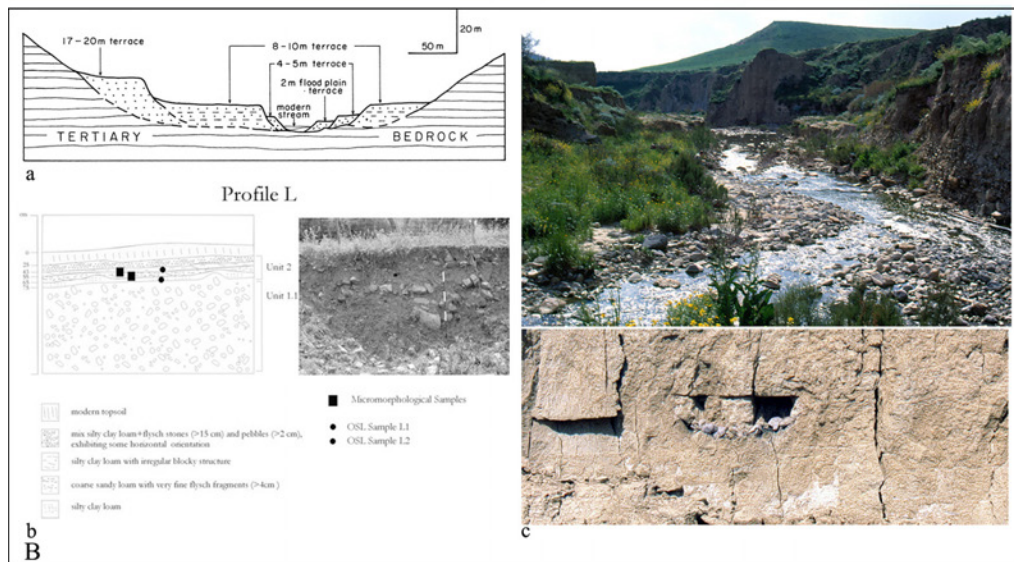 17-20m terrace
8-10m terrace
20m
50m
4-5m terrace
2m flood plain
terrace
modern
stream
TERTIARY
BEDROCK
a
Profile L
Unit 2
Unit 1.1
modern topsoil
mix silty clay loam+flysch stones (>15 cm) and pebbles (>2 cm),
exhibiting some horizontal orientation
silty clay loam with irregular blocky structure
coarse sandy loam with very fine flysch fragments (>4cm)
silty clay loam
Micromorphological Samples
OSL Sample L1
OSL Sample L2
b
B
c